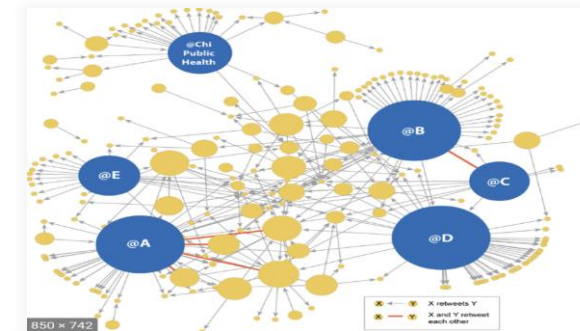 @Chi
Public
Health
@B
@E
@C
@A
@D
X Y X retweets Y
X Y X and Y retweet
each other
850 × 742